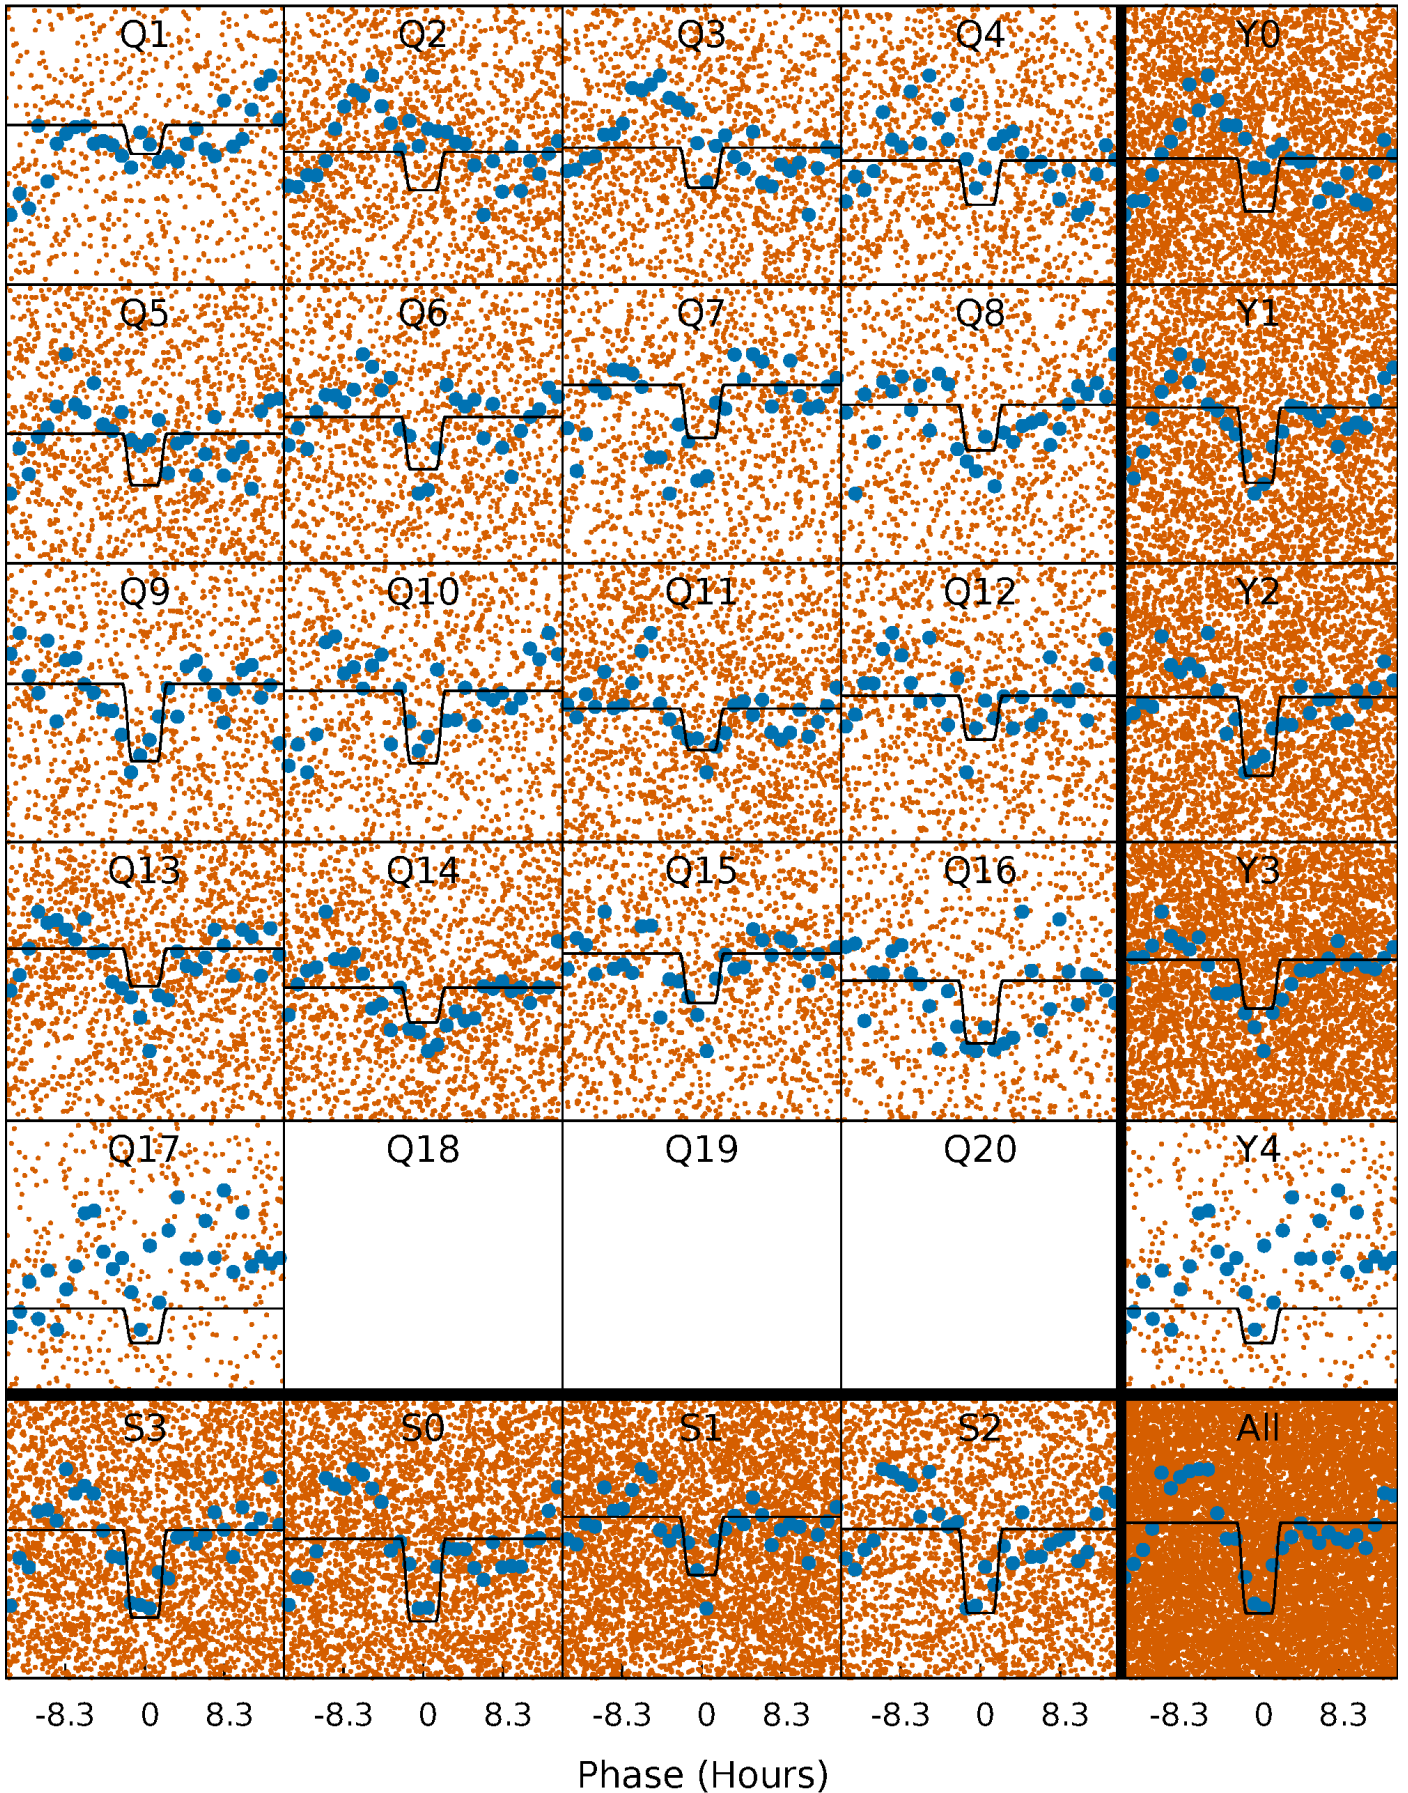 Q1 Q2 Q3 Q4 Y0
Q5 Q6 Q7 Q8 Y1
Q9 Q10 Q11 Q12 Y2
Q13 Q14 Q15 Q16 Y3
Q17 Q18 Q19 Q20 Y4
S3 S0 S1 S2 All
-8.3 0 8.3 -8.3 0 8.3 -8.3 0 8.3 -8.3 0 8.3 -8.3 0 8.3
Phase (Hours)